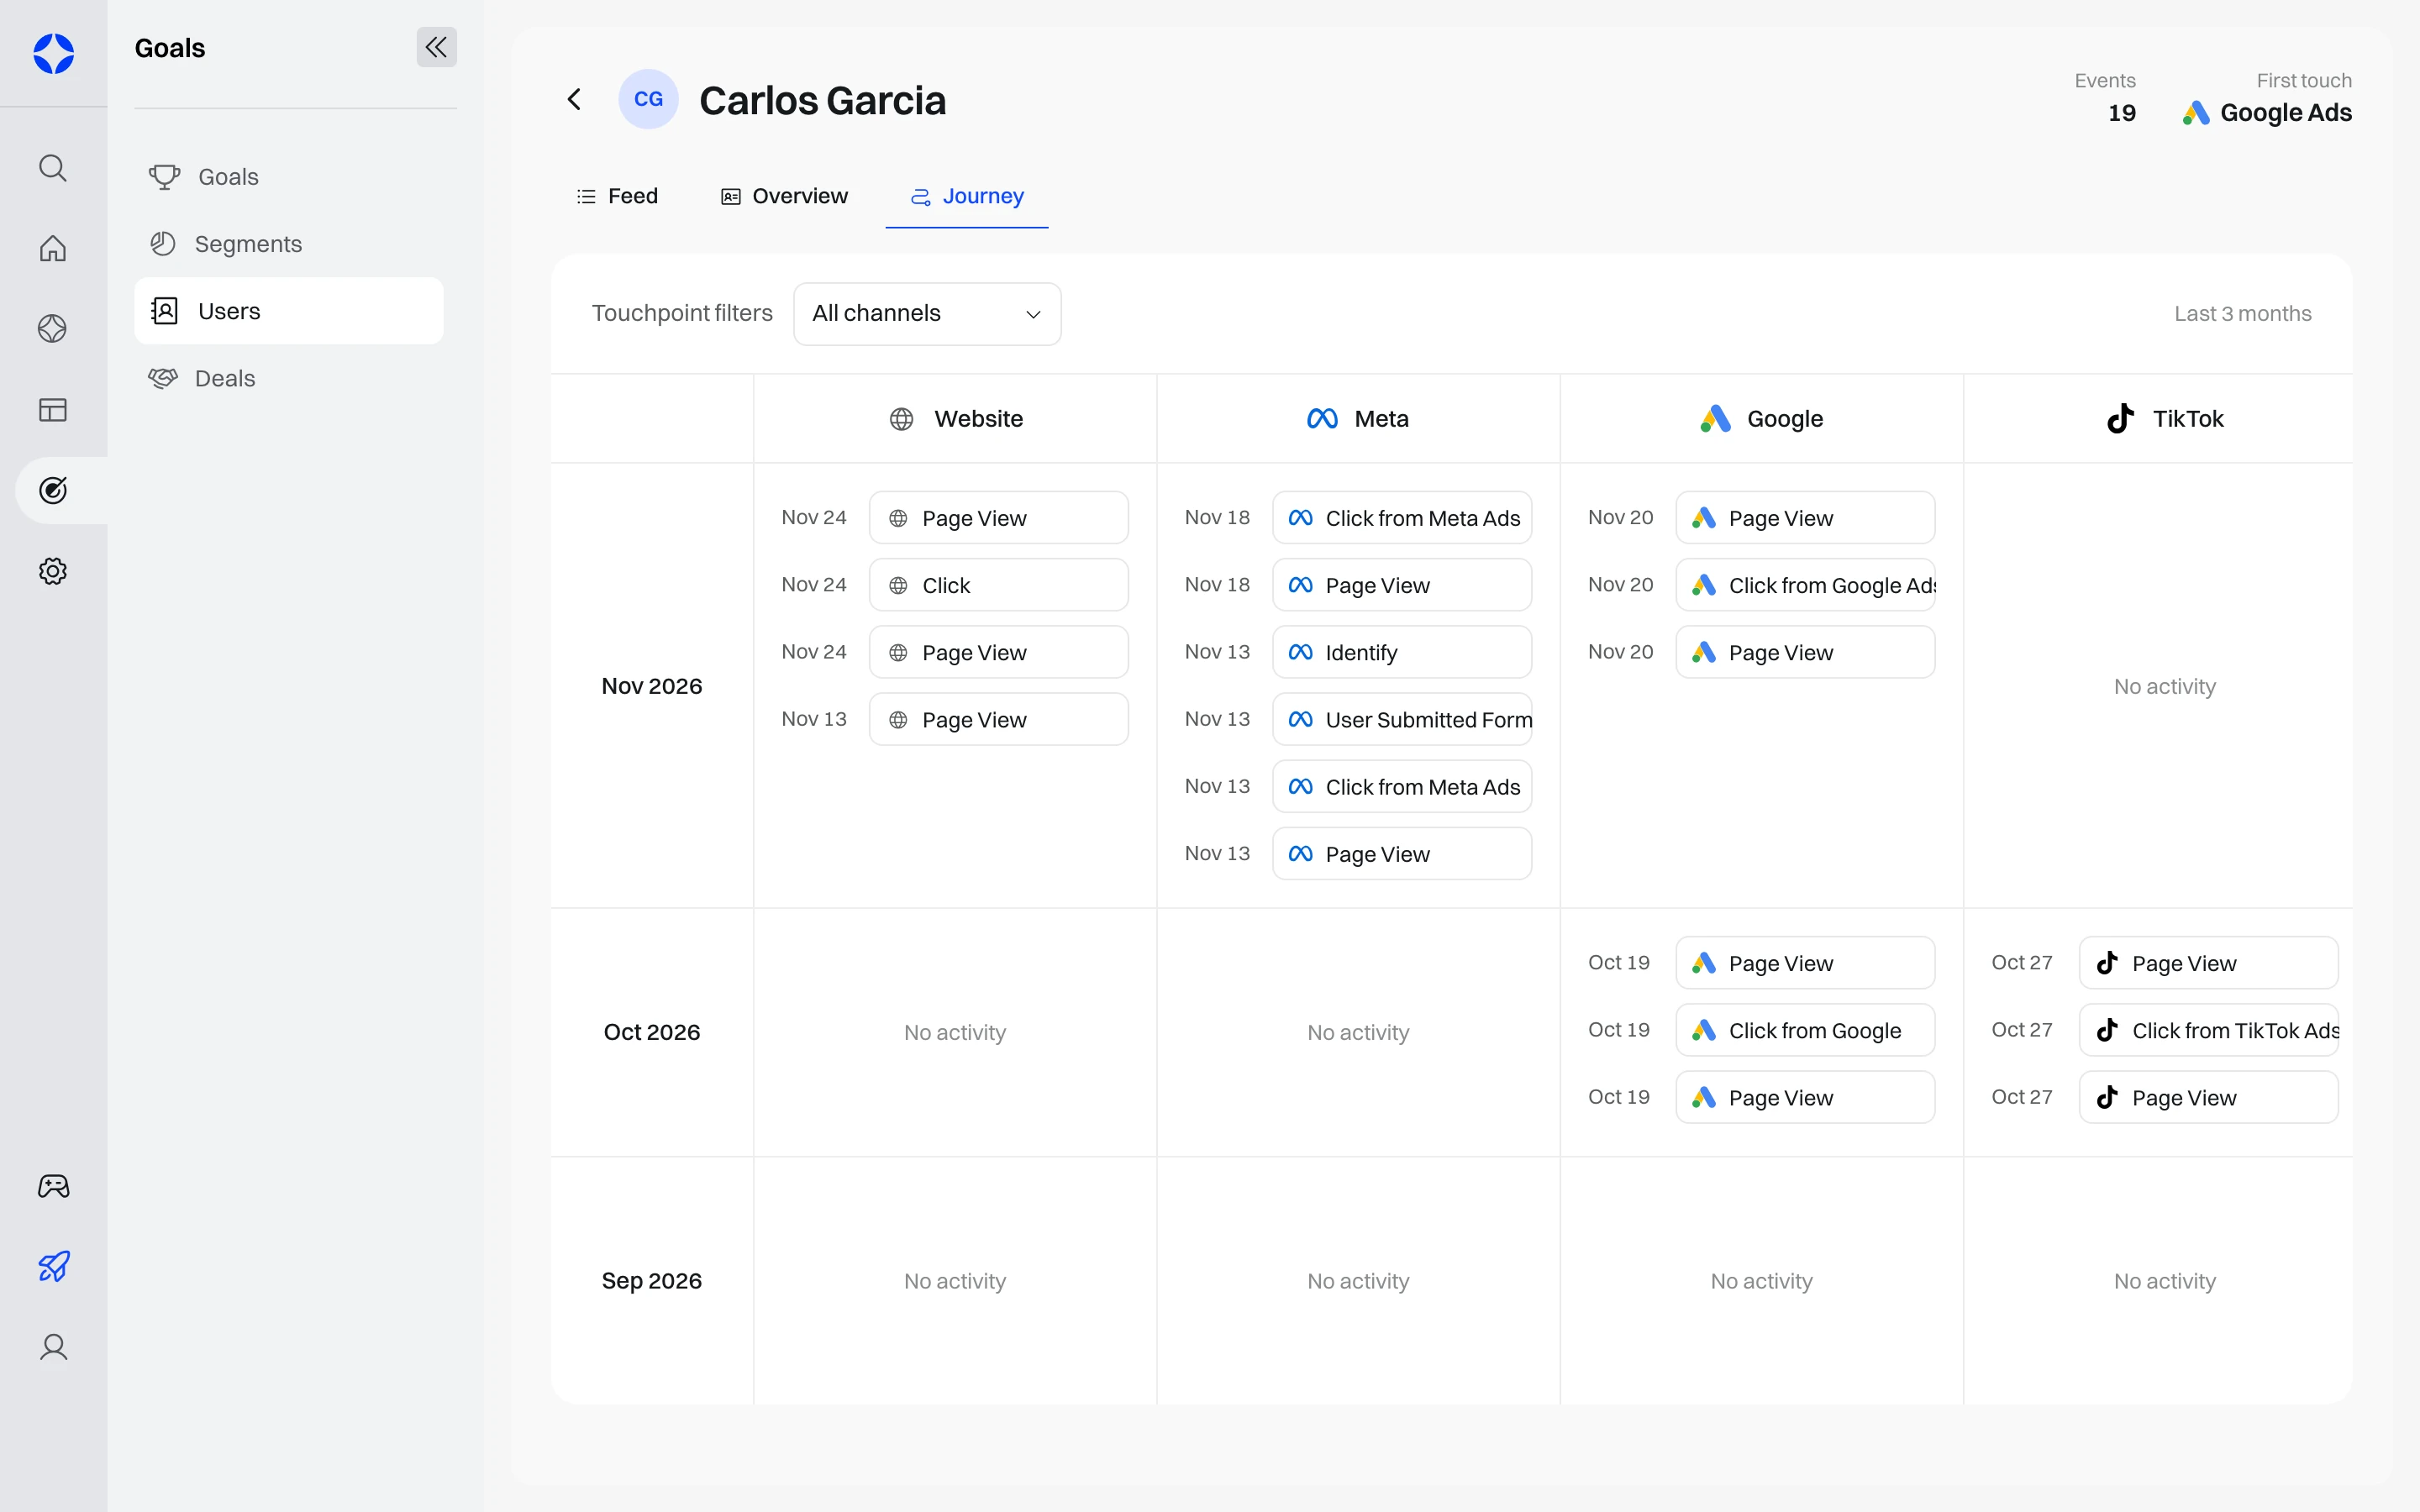 Goals
Goals
Segments
Users
Deals
CG
Carlos Garcia
Events
19
First touch
Google Ads
Feed
Overview
Journey
Touchpoint filters
All channels
Last 3 months
Website
Meta
Google
TikTok
Nov 2026
Nov 24 Page View
Nov 24 Click
Nov 24 Page View
Nov 13 Page View
Nov 18 Click from Meta Ads
Nov 18 Page View
Nov 13 Identify
Nov 13 User Submitted Form
Nov 13 Click from Meta Ads
Nov 13 Page View
Nov 20 Page View
Nov 20 Click from Google Ads
Nov 20 Page View
No activity
Oct 2026
No activity
No activity
Oct 19 Page View
Oct 19 Click from Google
Oct 19 Page View
Oct 27 Page View
Oct 27 Click from TikTok Ads
Oct 27 Page View
Sep 2026
No activity
No activity
No activity
No activity